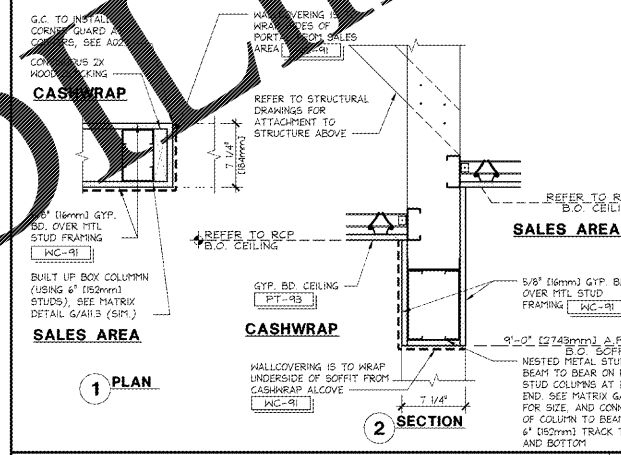 G.C. TO INSTALL
CORNER GUARD
CORNERS, SEE
2X
WOOD BLOCKING
CASHWRAP
WALLCOVERING IS
WRAP SIDES OF
PORTAL FROM SALES
AREA
REFER TO STRUCTURAL
DRAWINGS FOR
ATTACHMENT TO
STRUCTURE ABOVE
7 1/4"
[184mm]
5/8" [16mm] GYP.
BD. OVER MTL
STUD FRAMING
WC-91
BUILT UP BOX COLUMMN
(USING 6" [152mm]
STUDS), SEE MATRIX
DETAIL G/A11.3 (SIM.)
SALES AREA
1 PLAN
REFER TO RCP
B.O. CEILING
GYP. BD. CEILING
PT-93
CASHWRAP
WALLCOVERING IS TO WRAP
UNDERSIDE OF SOFFIT FROM
CASHWRAP ALCOVE
WC-91
7 1/4"
2 SECTION
REFER TO R
B.O. CEILI
SALES AREA
5/8" [16mm] GYP. B
OVER MTL STUD
FRAMING WC-91
9'-0" [2743mm] A.F
B.O. SOFF
NESTED METAL STU
BEAM TO BEAR ON
STUD COLUMNS AT
END. SEE MATRIX G
FOR SIZE, AND CONN
OF COLUMN TO BEA
6" [152mm] TRACK T
AND BOTTOM